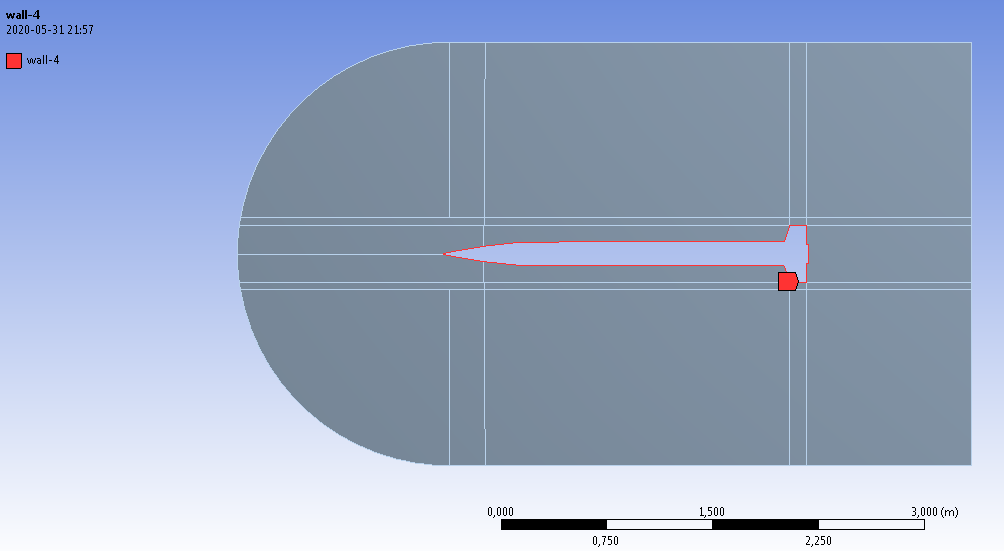 wall-4
2020-05-31 21:57
wall-4
0,000 1,500 3,000 (m)
0,750 2,250